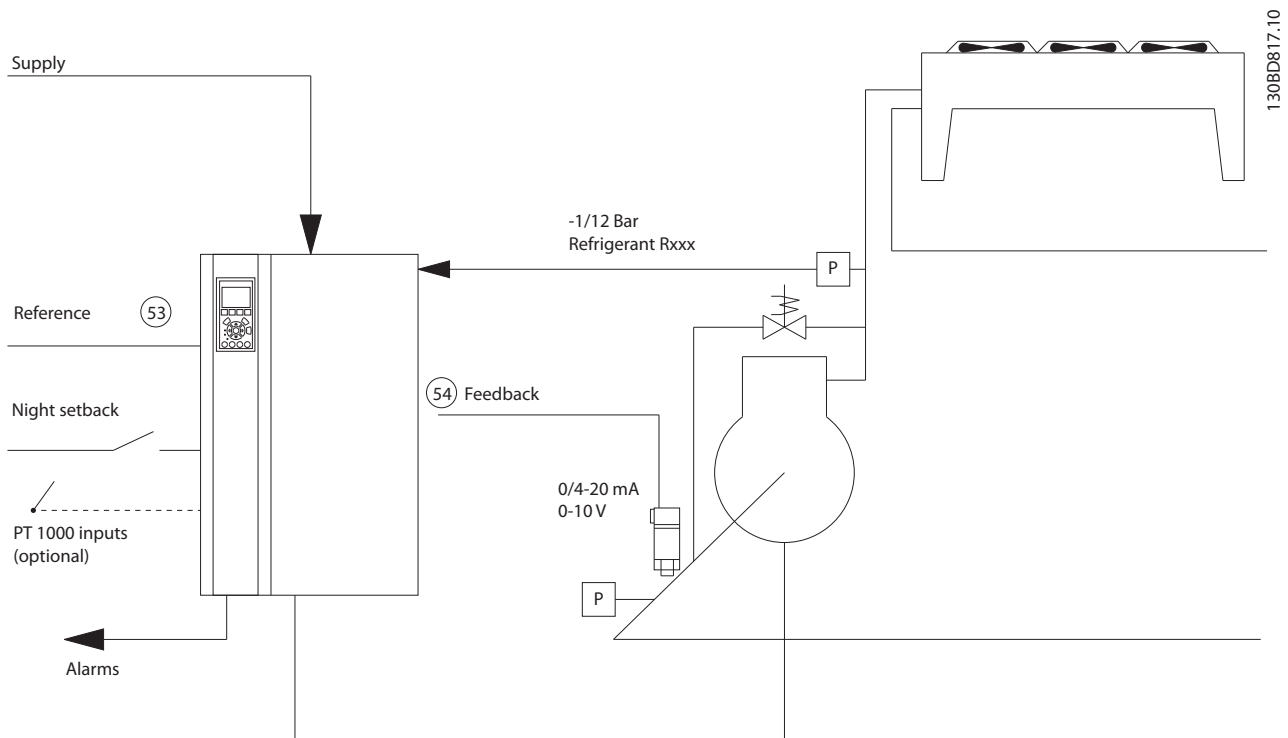 Supply
130BD817.10
-1/12 Bar
Refrigerant Rxxx
P
Reference
53
54 Feedback
Night setback
0/4-20 mA
0-10 V
PT 1000 inputs
(optional)
P
Alarms